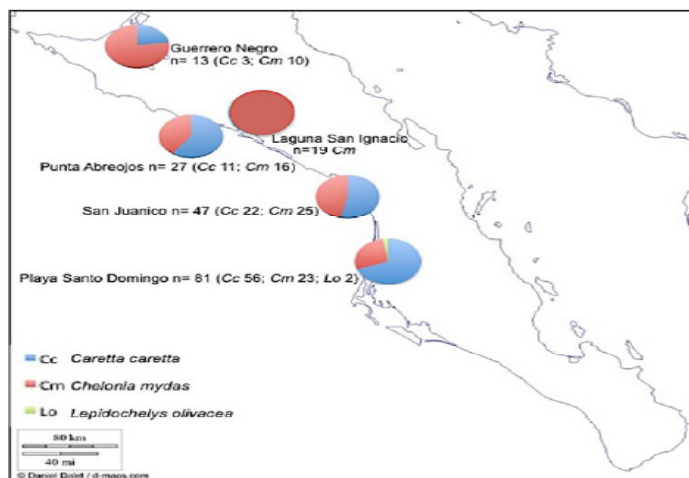 Guerrero Negro
n= 13 (Cc 3; Cm 10)
Laguna San Ignacio
n=19 Cm
Punta Abreojos n= 27 (Cc 11; Cm 16)
San Juanico n= 47 (Cc 22; Cm 25)
Playa Santo Domingo n= 81 (Cc 56; Cm 23; Lo 2)
Cc Caretta caretta
Cm Chelonia mydas
Lo Lepidochelys olivacea
80 km
40 mi
© Daniel Dalet / d-maps.com